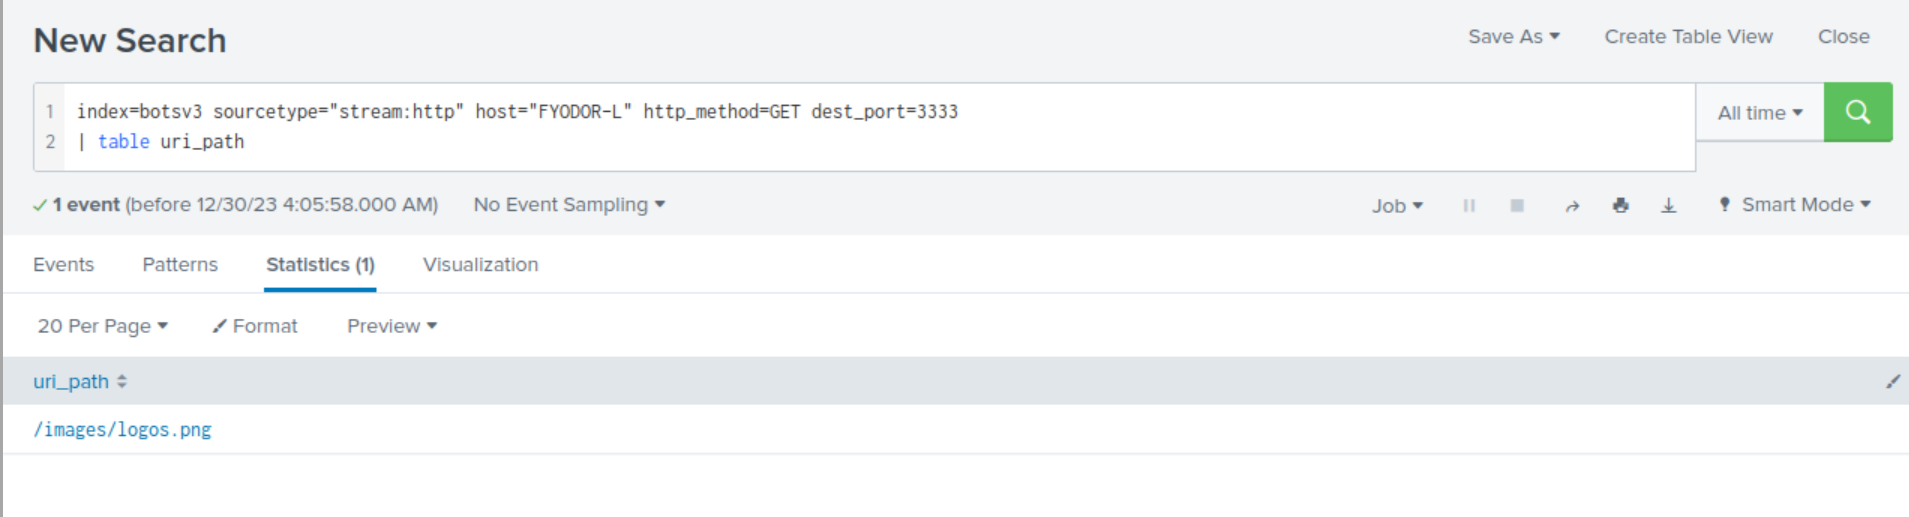 New Search
Save As Create Table View Close
1 index=botsv3 sourcetype="stream:http" host="FYODOR-L" http_method=GET dest_port=3333
2 | table uri_path
All time
1 event (before 12/30/23 4:05:58.000 AM) No Event Sampling
Job Smart Mode
Events Patterns Statistics (1) Visualization
20 Per Page Format Preview
uri_path
/images/logos.png